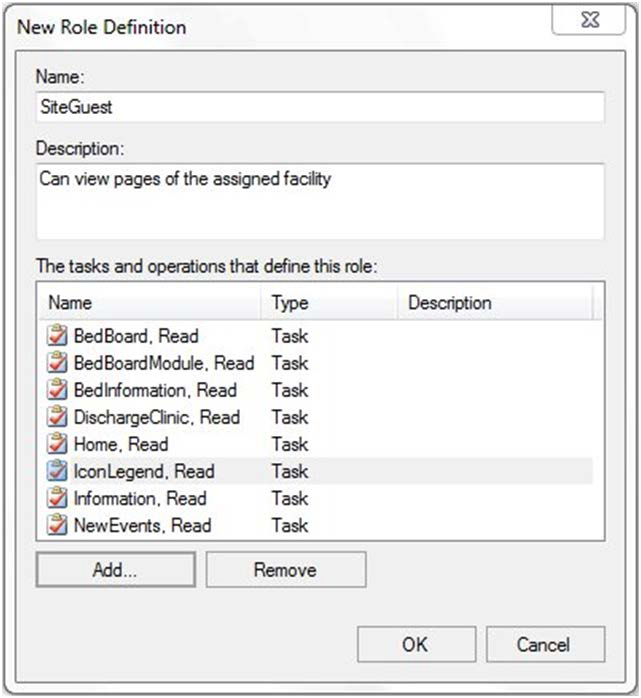 New Role Definition
Name:
SiteGuest
Description:
Can view pages of the assigned facility
The tasks and operations that define this role:
Name Type Description
BedBoard, Read Task
BedBoardModule, Read Task
BedInformation, Read Task
DischargeClinic, Read Task
Home, Read Task
IconLegend, Read Task
Information, Read Task
NewEvents, Read Task
Add... Remove
OK Cancel